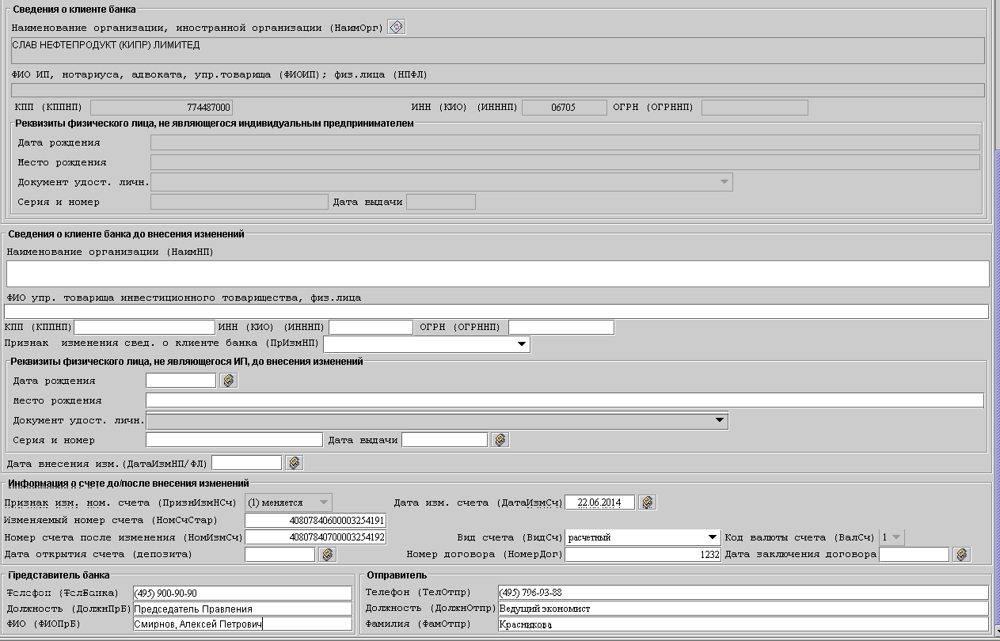 Сведения о клиенте банка
Наименование организации, иностранной организации (НаимОрг)
СЛАВ НЕФТЕПРОДУКТ (КИПР) ЛИМИТЕД
ФИО ИП, нотариуса, адвоката, упр.товарища (ФИОИП); физ.лица (НПФЛ)
КПП (КППНП) 774487000 ИНН (КИО) (ИНННП) 06705 ОГРН (ОГРННП)
Реквизиты физического лица, не являющегося индивидуальным предпринимателем
Дата рождения
Место рождения
Документ удост. личн.
Серия и номер Дата выдачи
Сведения о клиенте банка до внесения изменений
Наименование организации (НаимНП)
ФИО упр. товарища инвестиционного товарищества, физ.лица
КПП (КППНП) ИНН (КИО) (ИНННП) ОГРН (ОГРННП)
Признак изменения свед. о клиенте банка (ПрИзмНП)
Реквизиты физического лица, не являющегося ИП, до внесения изменений
Дата рождения
Место рождения
Документ удост. личн.
Серия и номер Дата выдачи
Дата внесения изм.(ДатаИзмНП/ФЛ)
Информация о счете до/после внесения изменений
Признак изм. ном. счета (ПризнИзмНСч) (1) меняется Дата изм. счета (ДатаИзмСч) 22.06.2014
Изменяемый номер счета (НомСчСтар) 40807840600003254191
Номер счета после изменения (НомИзмСч) 40807840700003254192 Вид счета (ВидСч) расчетный Код валюты счета (ВалСч) 1
Дата открытия счета (депозита) Номер договора (НомерДог) 1232 Дата заключения договора
Представитель банка Отправитель
Телефон (ТелБанка) (495) 900-90-90 Телефон (ТелОтпр) (495) 796-93-88
Должность (ДолжнПрБ) Председатель Правления Должность (ДолжнОтпр) Ведущий экономист
ФИО (ФИОПрБ) Смирнов, Алексей Петрович Фамилия (ФамОтпр) Красникова